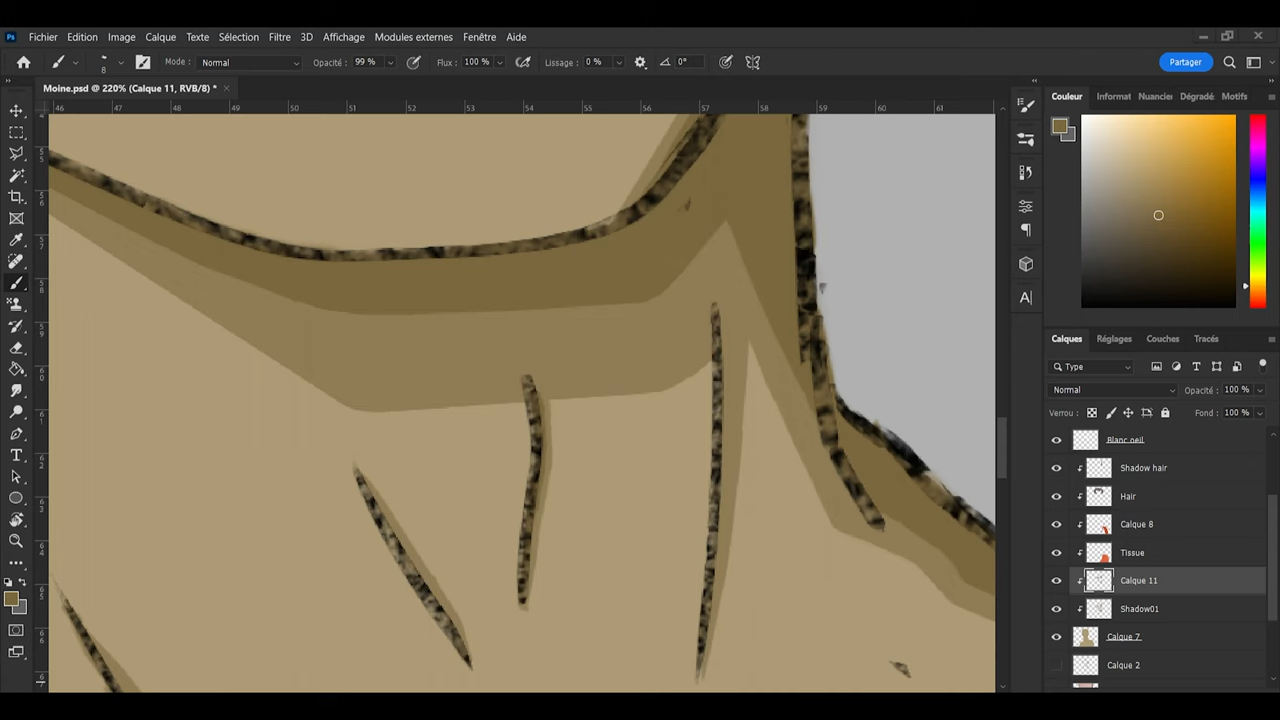 Ps Fichier Edition Image Calque Texte Sélection Filtre 3D Affichage Modules externes Fenêtre Aide
8 Mode : Normal Opacité : 99 % Flux : 100 % Lissage : 0 % 0° Partager
Moine.psd @ 220% (Calque 11, RVB/8) *
46 47 48 49 50 51 52 53 54 55 56 57 58 59 60 61
Couleur Informat Nuancier Dégradé Motifs
Calques Réglages Couches Tracés
Type
Normal Opacité : 100 %
Verrou : Fond : 100 %
Blanc oeil
Shadow hair
Hair
Calque 8
Tissue
Calque 11
Shadow01
Calque 7
Calque 2